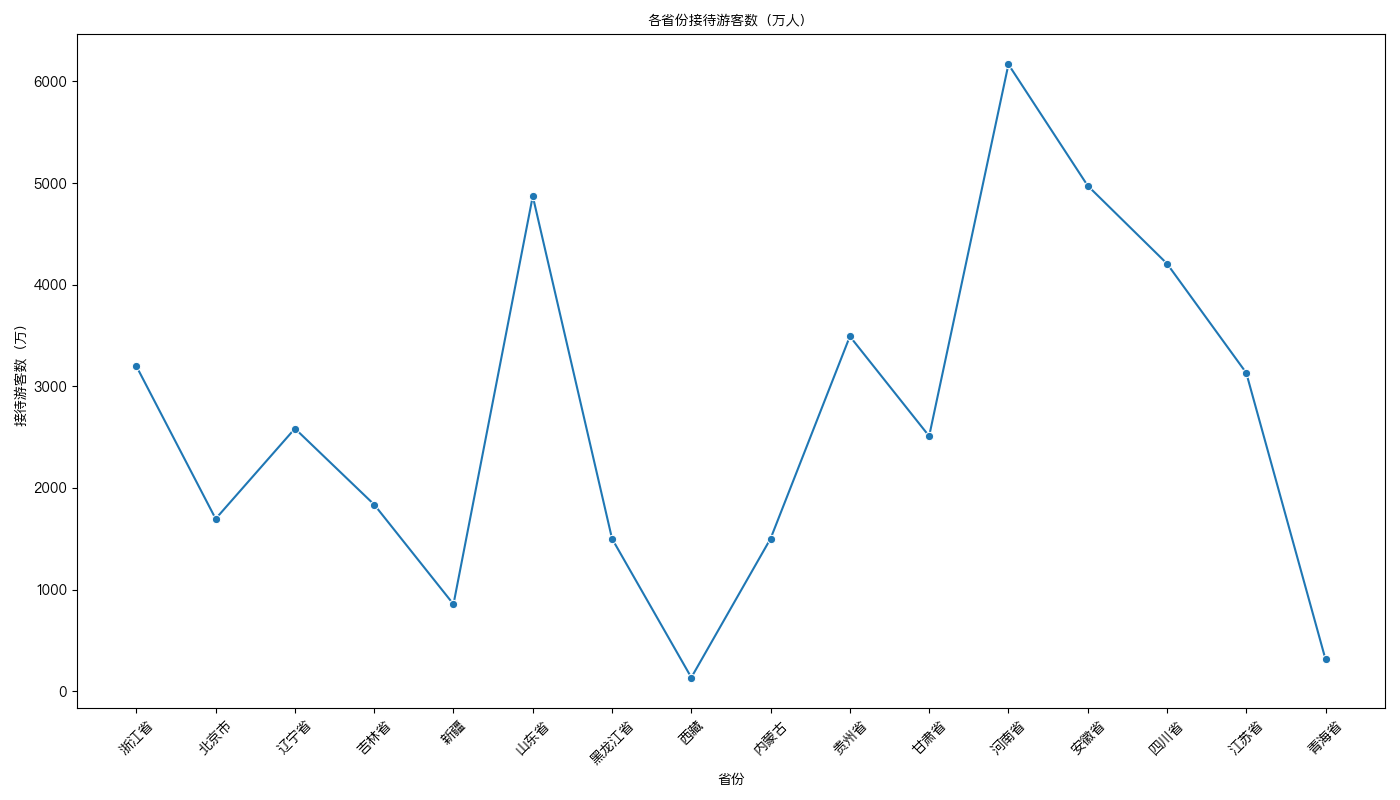 各省份接待游客数（万人）
接待游客数（万）
6000
5000
4000
3000
2000
1000
0
浙江省
北京市
辽宁省
吉林省
新疆
山东省
黑龙江省
西藏
内蒙古
贵州省
甘肃省
河南省
安徽省
四川省
江苏省
青海省
省份